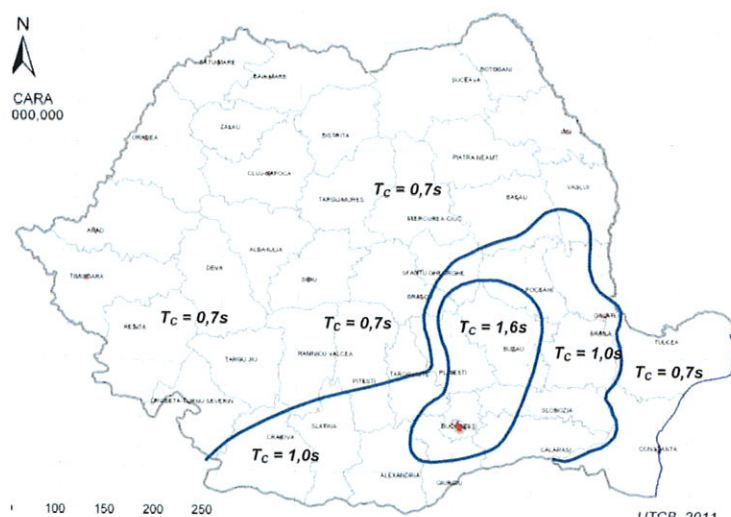 N
CARA
000,000
SATU MARE
BAIA MARE
SUCEAVA
BOTOSANI
ORADEA
ZALAU
BISTRITA
IASI
CLUJ-NAPOCA
PIATRA NEAMT
TARGU MURES
T_C = 0,7s
BACAU
VASLUI
MIERCUREA CIUC
ARAD
ALBA IULIA
DEVA
SIBIU
SFANTU GHEORGHE
TIMISOARA
BRASO
FOCSANI
GALATI
RESITA
T_C = 0,7s
T_C = 0,7s
T_C = 1,6s
BRAILA
TULCEA
TARGU JIU
RAMNICU VALCEA
BUZAU
T_C = 1,0s
T_C = 0,7s
PITESTI
TARGOVISTE
PLOIESTI
DROBETA-TURNU SEVERIN
SLOBOZIA
SLATINA
BUCURESTI
CRAIOVA
CALARASI
CONSTANTA
T_C = 1,0s
ALEXANDRIA
GIURGIU
100 150 200 250
UTCB, 2011